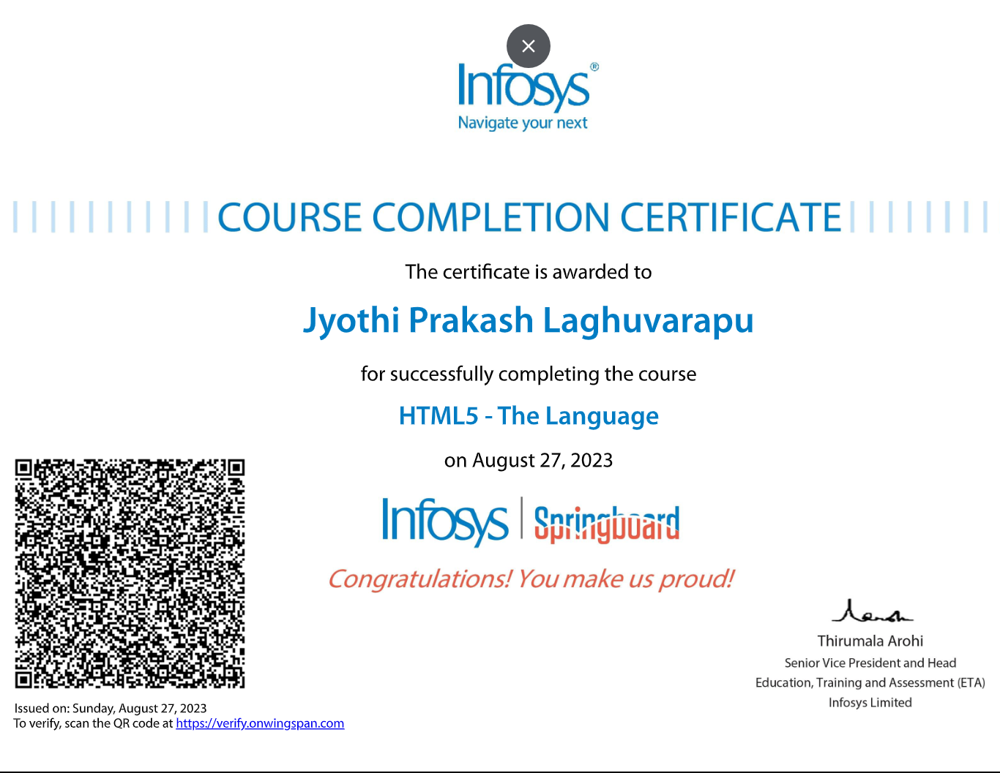 Infosys®
Navigate your next
COURSE COMPLETION CERTIFICATE
The certificate is awarded to
Jyothi Prakash Laghuvarapu
for successfully completing the course
HTML5 - The Language
on August 27, 2023
Infosys | Springboard
Congratulations! You make us proud!
Thirumala Arohi
Senior Vice President and Head
Education, Training and Assessment (ETA)
Infosys Limited
Issued on: Sunday, August 27, 2023
To verify, scan the QR code at https://verify.onwingspan.com